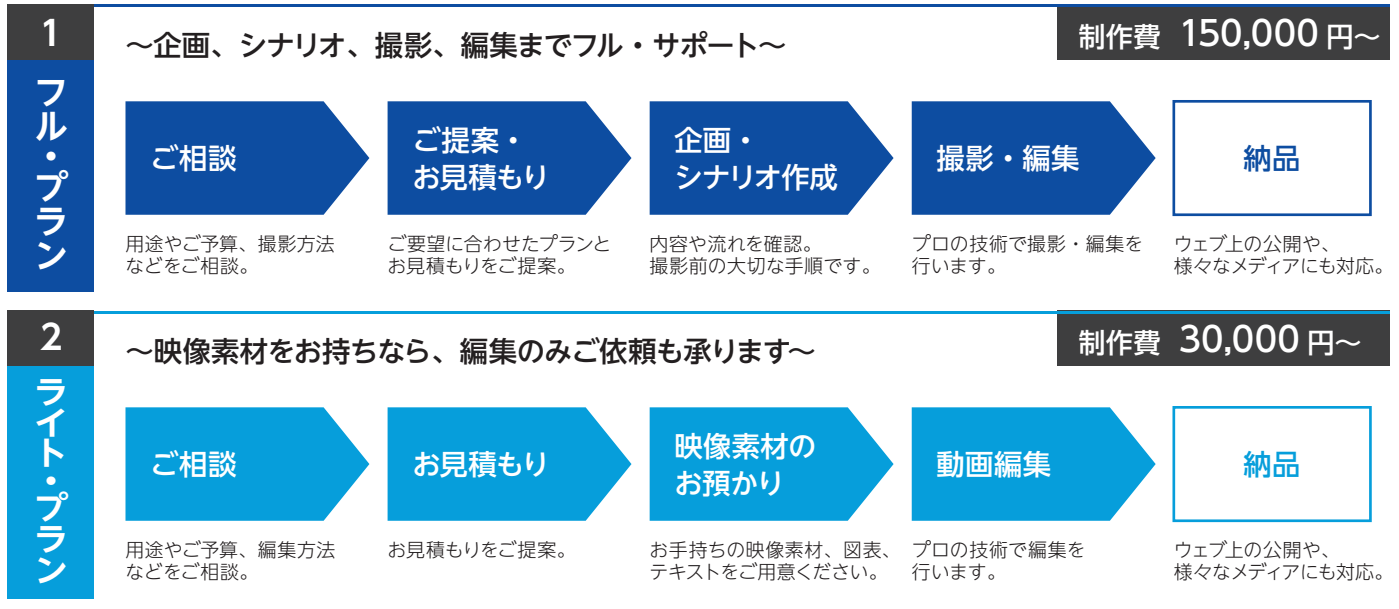 1
フル・プラン
～企画、シナリオ、撮影、編集までフル・サポート～
制作費 150,000 円～
ご相談
用途やご予算、撮影方法
などをご相談。
ご提案・
お見積もり
ご要望に合わせたプランと
お見積もりをご提案。
企画・
シナリオ作成
内容や流れを確認。
撮影前の大切な手順です。
撮影・編集
プロの技術で撮影・編集を
行います。
納品
ウェブ上の公開や、
様々なメディアにも対応。
2
ライト・プラン
～映像素材をお持ちなら、編集のみご依頼も承ります～
制作費 30,000 円～
ご相談
用途やご予算、編集方法
などをご相談。
お見積もり
お見積もりをご提案。
映像素材の
お預かり
お手持ちの映像素材、図表、
テキストをご用意ください。
動画編集
プロの技術で編集を
行います。
納品
ウェブ上の公開や、
様々なメディアにも対応。